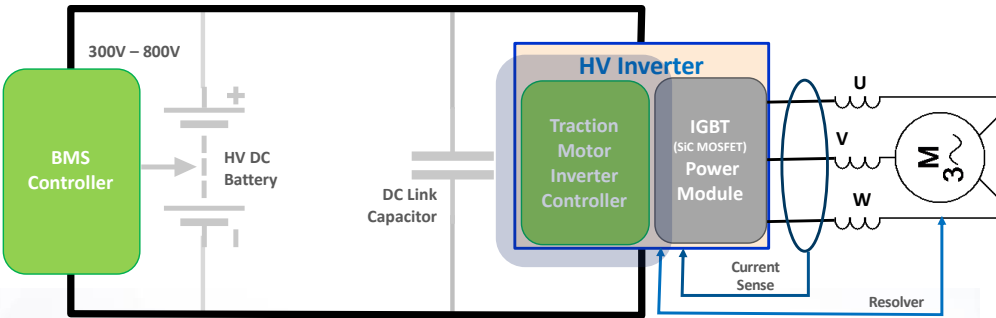 300V – 800V
BMS
Controller
+
HV DC
Battery
DC Link
Capacitor
HV Inverter
Traction
Motor
Inverter
Controller
IGBT
(SiC MOSFET)
Power
Module
U
V
W
M
3
Current
Sense
Resolver